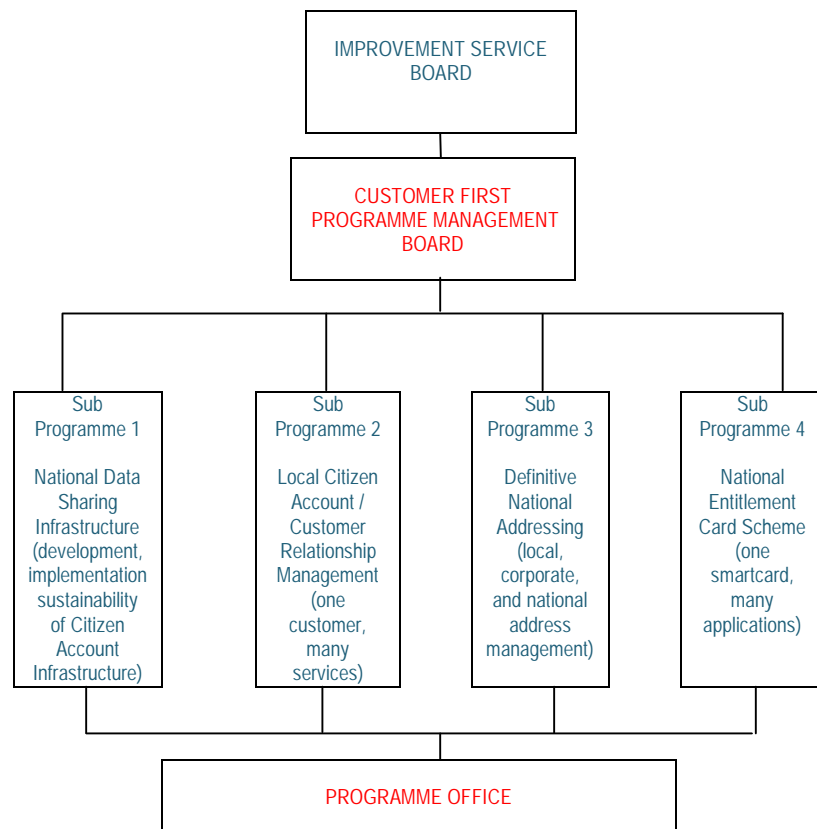 IMPROVEMENT SERVICE
BOARD
CUSTOMER FIRST
PROGRAMME MANAGEMENT
BOARD
Sub
Programme 1
National Data
Sharing
Infrastructure
(development,
implementation
sustainability
of Citizen
Account
Infrastructure)
Sub
Programme 2
Local Citizen
Account /
Customer
Relationship
Management
(one
customer,
many
services)
Sub
Programme 3
Definitive
National
Addressing
(local,
corporate,
and national
address
management)
Sub
Programme 4
National
Entitlement
Card Scheme
(one
smartcard,
many
applications)
PROGRAMME OFFICE